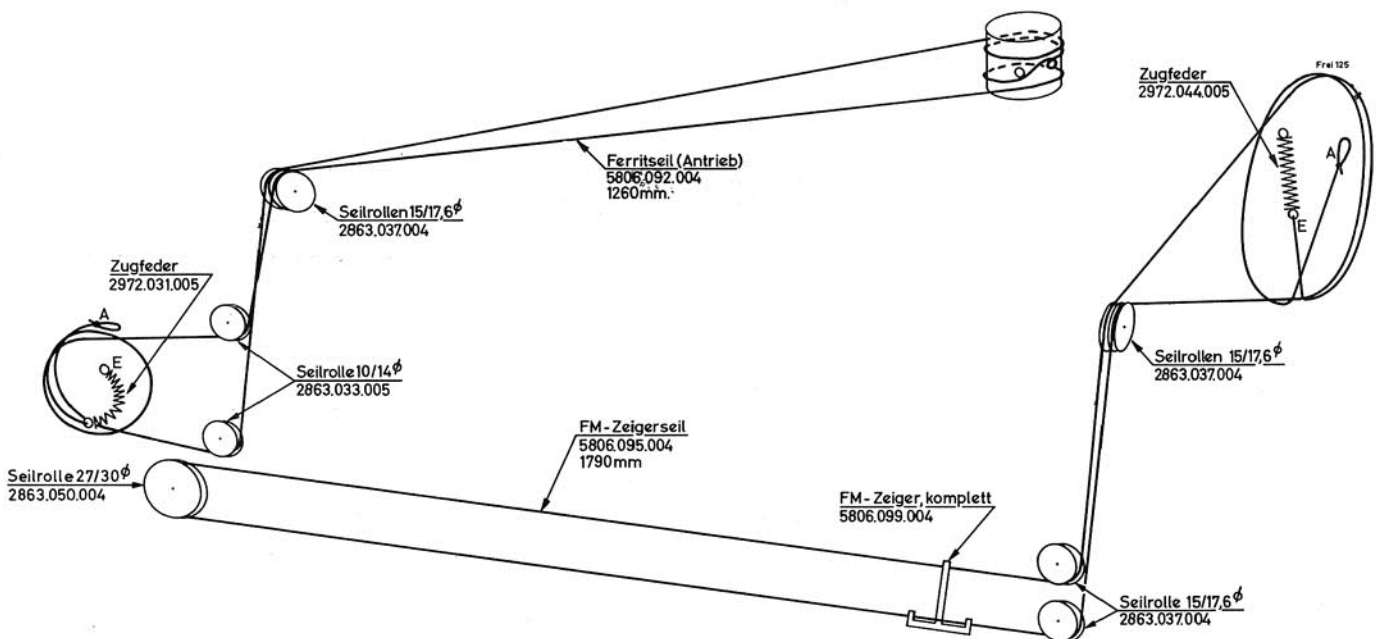 Frei 125
Zugfeder
2972.044.005
A
E
Ferritseil (Antrieb)
5806.092.004
1260mm.
Seilrollen 15/17,6⌀
2863.037.004
Zugfeder
2972.031.005
A
E
Seilrolle 10/14⌀
2863.033.005
Seilrollen 15/17,6⌀
2863.037.004
FM-Zeigerseil
5806.095.004
1790mm
Seilrolle 27/30⌀
2863.050.004
FM-Zeiger, komplett
5806.099.004
Seilrolle 15/17,6⌀
2863.037.004